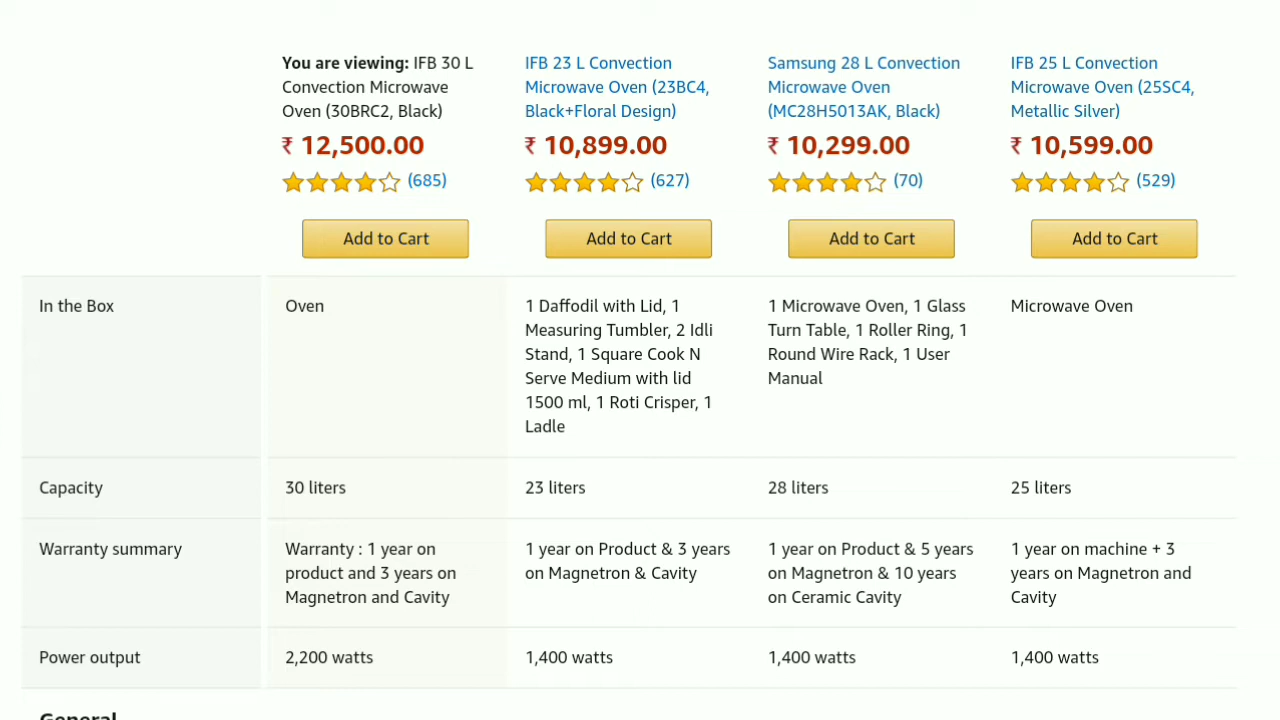 You are viewing: IFB 30 L
Convection Microwave
Oven (30BRC2, Black)
₹ 12,500.00
(685)
Add to Cart
IFB 23 L Convection
Microwave Oven (23BC4,
Black+Floral Design)
₹ 10,899.00
(627)
Add to Cart
Samsung 28 L Convection
Microwave Oven
(MC28H5013AK, Black)
₹ 10,299.00
(70)
Add to Cart
IFB 25 L Convection
Microwave Oven (25SC4,
Metallic Silver)
₹ 10,599.00
(529)
Add to Cart
In the Box
Oven
1 Daffodil with Lid, 1
Measuring Tumbler, 2 Idli
Stand, 1 Square Cook N
Serve Medium with lid
1500 ml, 1 Roti Crisper, 1
Ladle
1 Microwave Oven, 1 Glass
Turn Table, 1 Roller Ring, 1
Round Wire Rack, 1 User
Manual
Microwave Oven
Capacity
30 liters
23 liters
28 liters
25 liters
Warranty summary
Warranty : 1 year on
product and 3 years on
Magnetron and Cavity
1 year on Product & 3 years
on Magnetron & Cavity
1 year on Product & 5 years
on Magnetron & 10 years
on Ceramic Cavity
1 year on machine + 3
years on Magnetron and
Cavity
Power output
2,200 watts
1,400 watts
1,400 watts
1,400 watts
General